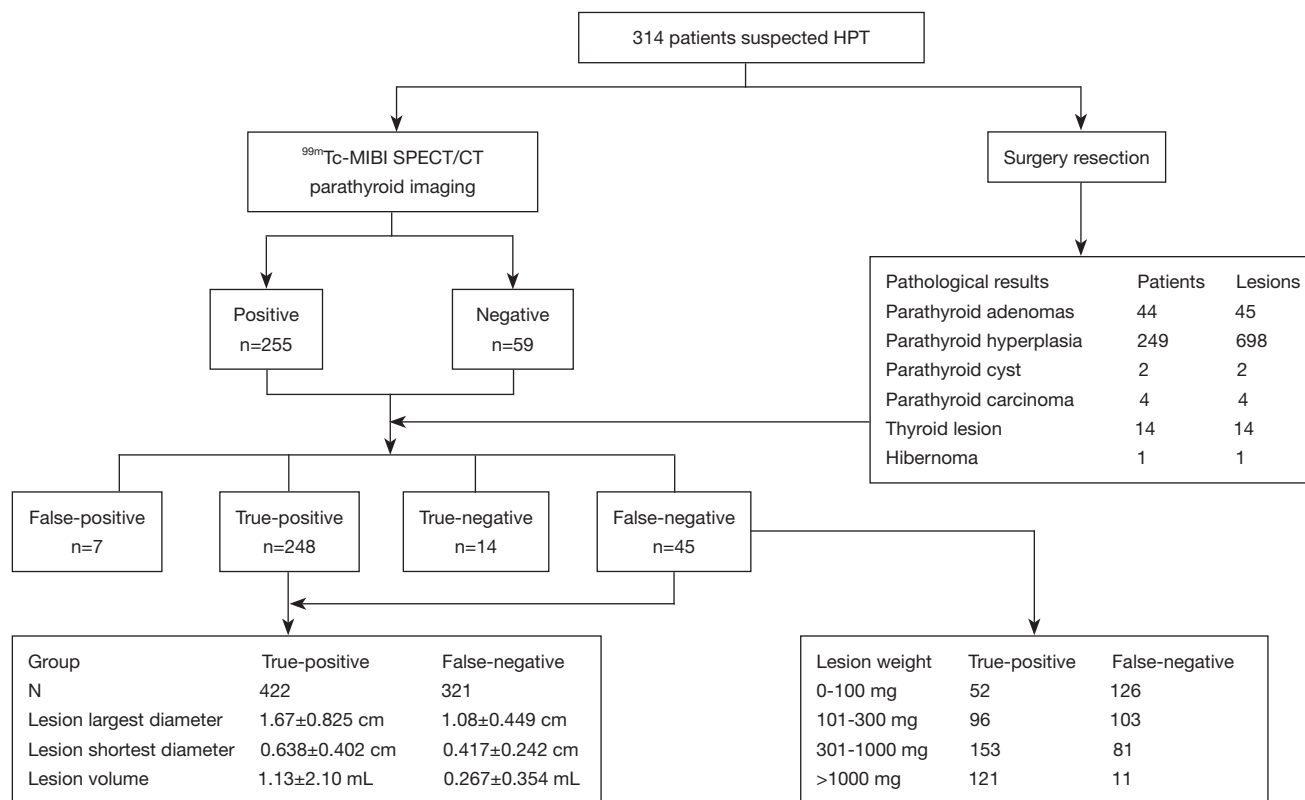 314 patients suspected HPT
99mTc-MIBI SPECT/CT
parathyroid imaging
Surgery resection
Positive
n=255
Negative
n=59
Pathological results Patients Lesions
Parathyroid adenomas 44 45
Parathyroid hyperplasia 249 698
Parathyroid cyst 2 2
Parathyroid carcinoma 4 4
Thyroid lesion 14 14
Hibernoma 1 1
False-positive
n=7
True-positive
n=248
True-negative
n=14
False-negative
n=45
Group True-positive False-negative
N 422 321
Lesion largest diameter 1.67±0.825 cm 1.08±0.449 cm
Lesion shortest diameter 0.638±0.402 cm 0.417±0.242 cm
Lesion volume 1.13±2.10 mL 0.267±0.354 mL
Lesion weight True-positive False-negative
0-100 mg 52 126
101-300 mg 96 103
301-1000 mg 153 81
>1000 mg 121 11